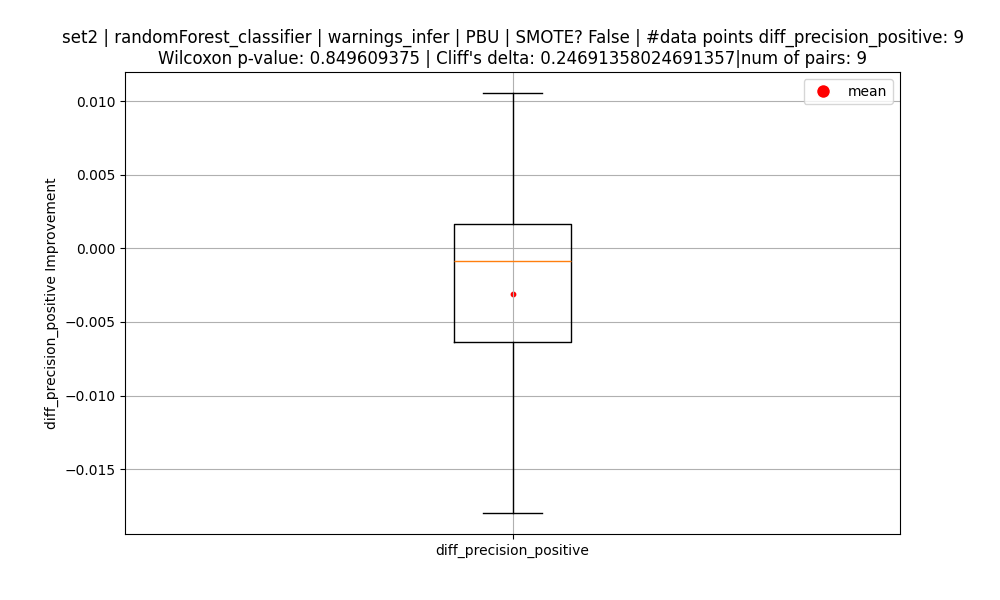 set2 | randomForest_classifier | warnings_infer | PBU | SMOTE? False | #data points diff_precision_positive: 9
Wilcoxon p-value: 0.849609375 | Cliff's delta: 0.24691358024691357|num of pairs: 9
mean
0.010
0.005
0.000
−0.005
−0.010
−0.015
diff_precision_positive Improvement
diff_precision_positive